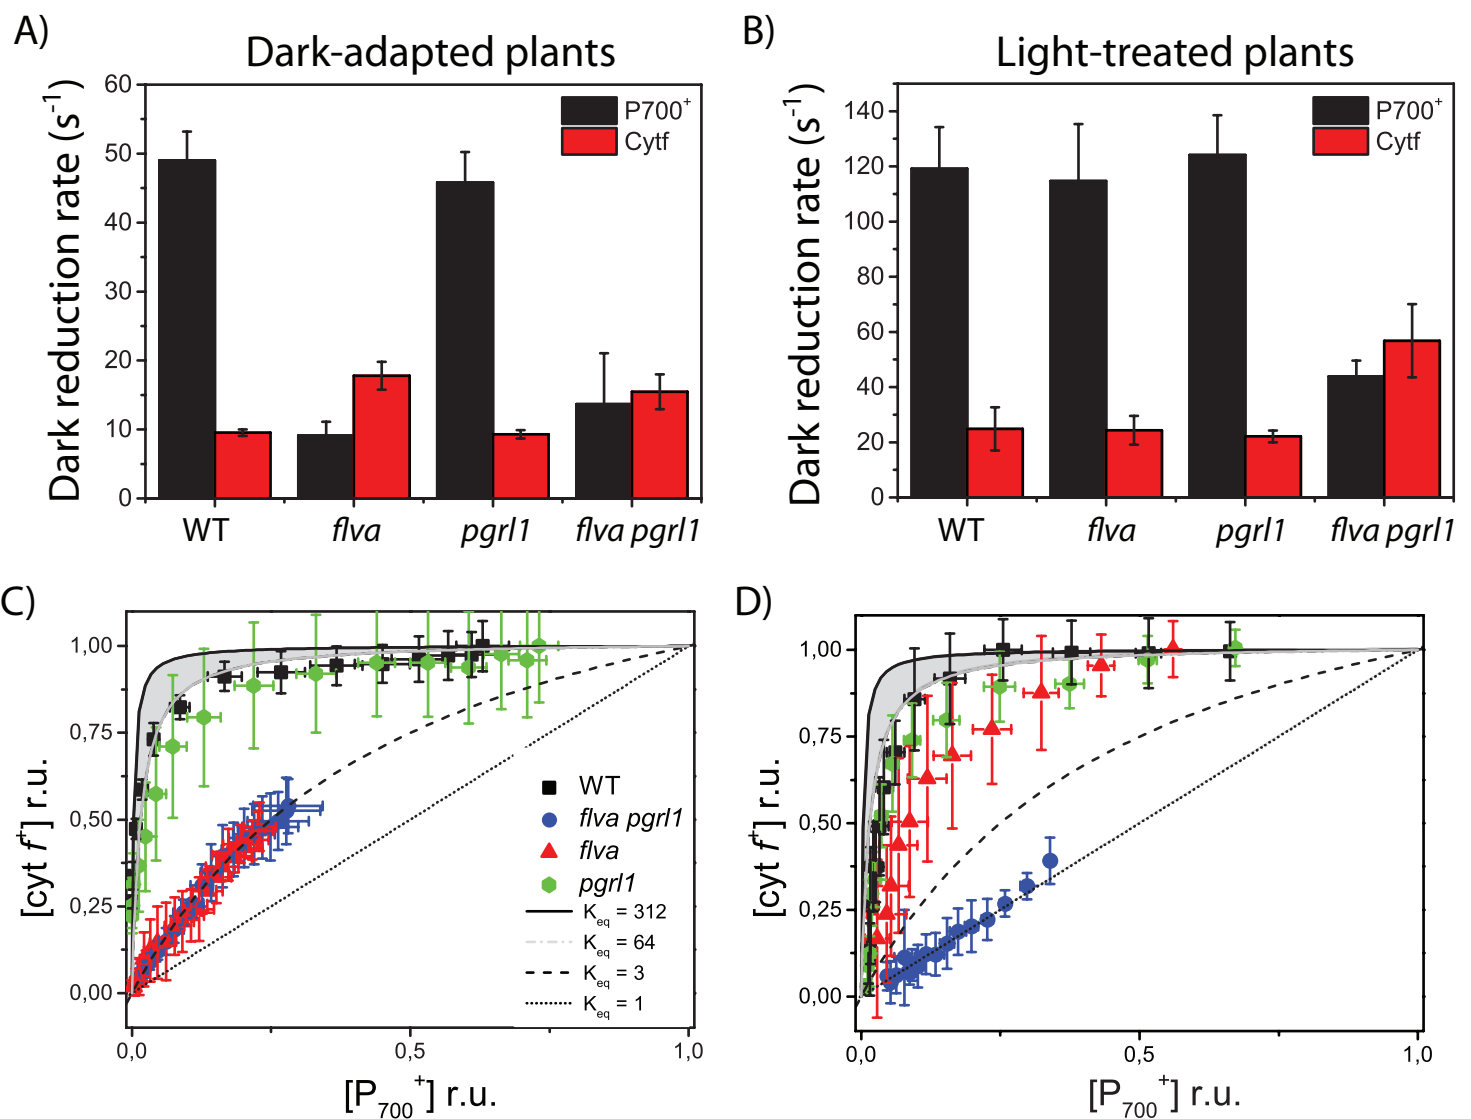 A)
Dark-adapted plants
Dark reduction rate (s⁻¹)
60
50
40
30
20
10
0
P700⁺
Cytf
WT
flva
pgrl1
flva pgrl1
B)
Light-treated plants
Dark reduction rate (s⁻¹)
140
120
100
80
60
40
20
0
P700⁺
Cytf
WT
flva
pgrl1
flva pgrl1
C)
[cyt f⁺] r.u.
1,00
0,75
0,50
0,25
0,00
WT
flva pgrl1
flva
pgrl1
K_eq = 312
K_eq = 64
K_eq = 3
K_eq = 1
0,0
0,5
1,0
[P₇₀₀⁺] r.u.
D)
[cyt f⁺] r.u.
1,00
0,75
0,50
0,25
0,00
0,0
0,5
1,0
[P₇₀₀⁺] r.u.